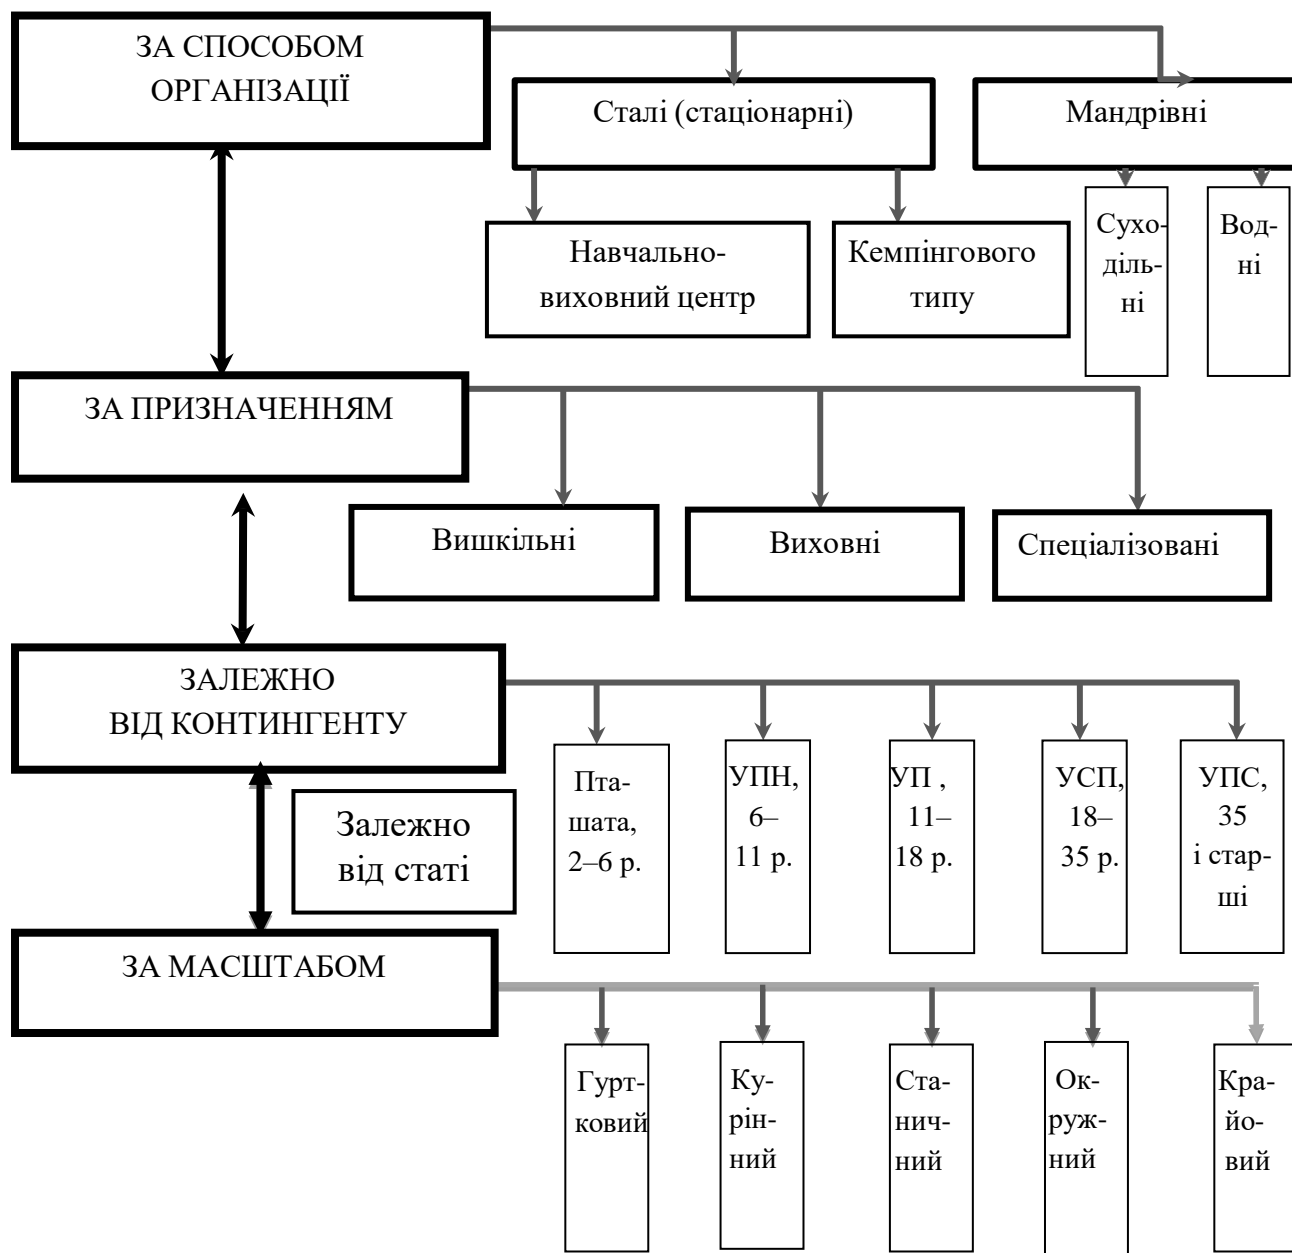 ЗА СПОСОБОМ
ОРГАНІЗАЦІЇ
Сталі (стаціонарні)
Мандрівні
Навчально-
виховний центр
Кемпінгового
типу
Сухо-
діль-
ні
Вод-
ні
ЗА ПРИЗНАЧЕННЯМ
Вишкільні
Виховні
Спеціалізовані
ЗАЛЕЖНО
ВІД КОНТИНГЕНТУ
Залежно
від статі
Пта-
шата,
2–6 р.
УПН,
6–
11 р.
УП ,
11–
18 р.
УСП,
18–
35 р.
УПС,
35
і стар-
ші
ЗА МАСШТАБОМ
Гурт-
ковий
Ку-
рін-
ний
Ста-
нич-
ний
Ок-
руж-
ний
Кра-
йо-
вий